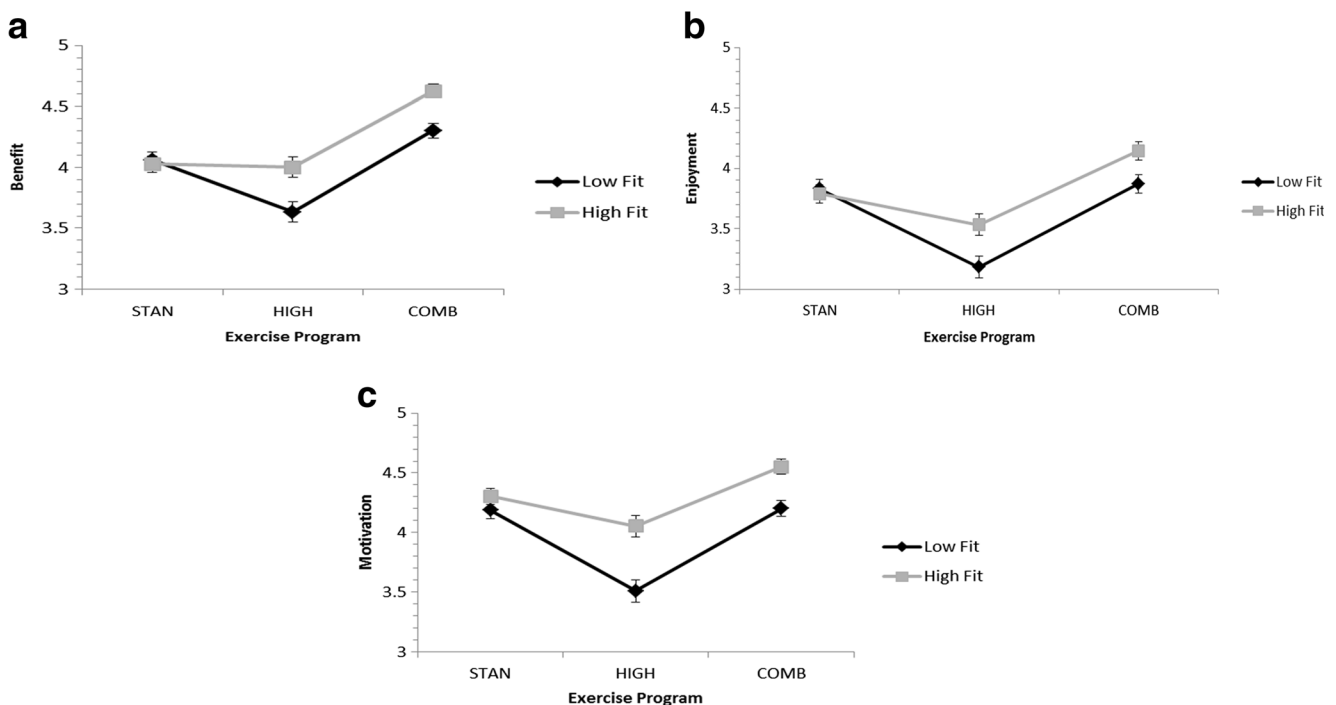 a
5
4.5
4
3.5
3
Benefit
STAN
HIGH
COMB
Exercise Program
Low Fit
High Fit
b
5
4.5
4
3.5
3
Enjoyment
STAN
HIGH
COMB
Exercise Program
Low Fit
High Fit
c
5
4.5
4
3.5
3
Motivation
STAN
HIGH
COMB
Exercise Program
Low Fit
High Fit